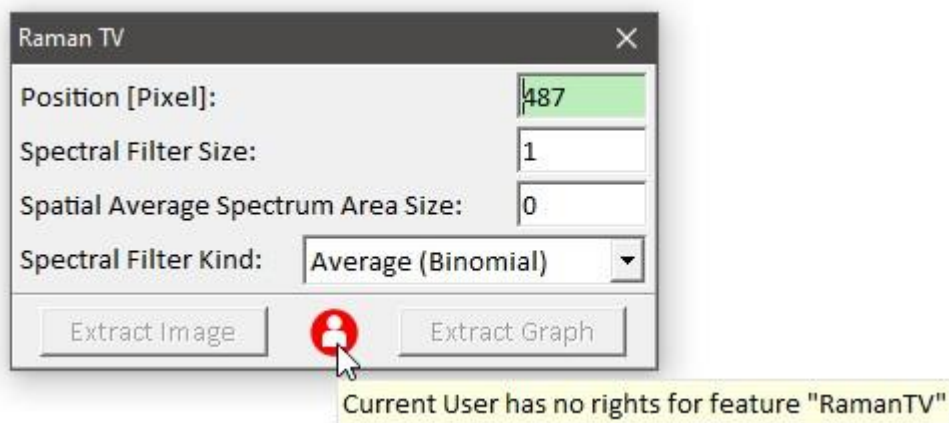 Raman TV
Position [Pixel]: 487
Spectral Filter Size: 1
Spatial Average Spectrum Area Size: 0
Spectral Filter Kind: Average (Binomial)
Extract Image Extract Graph
Current User has no rights for feature "RamanTV"